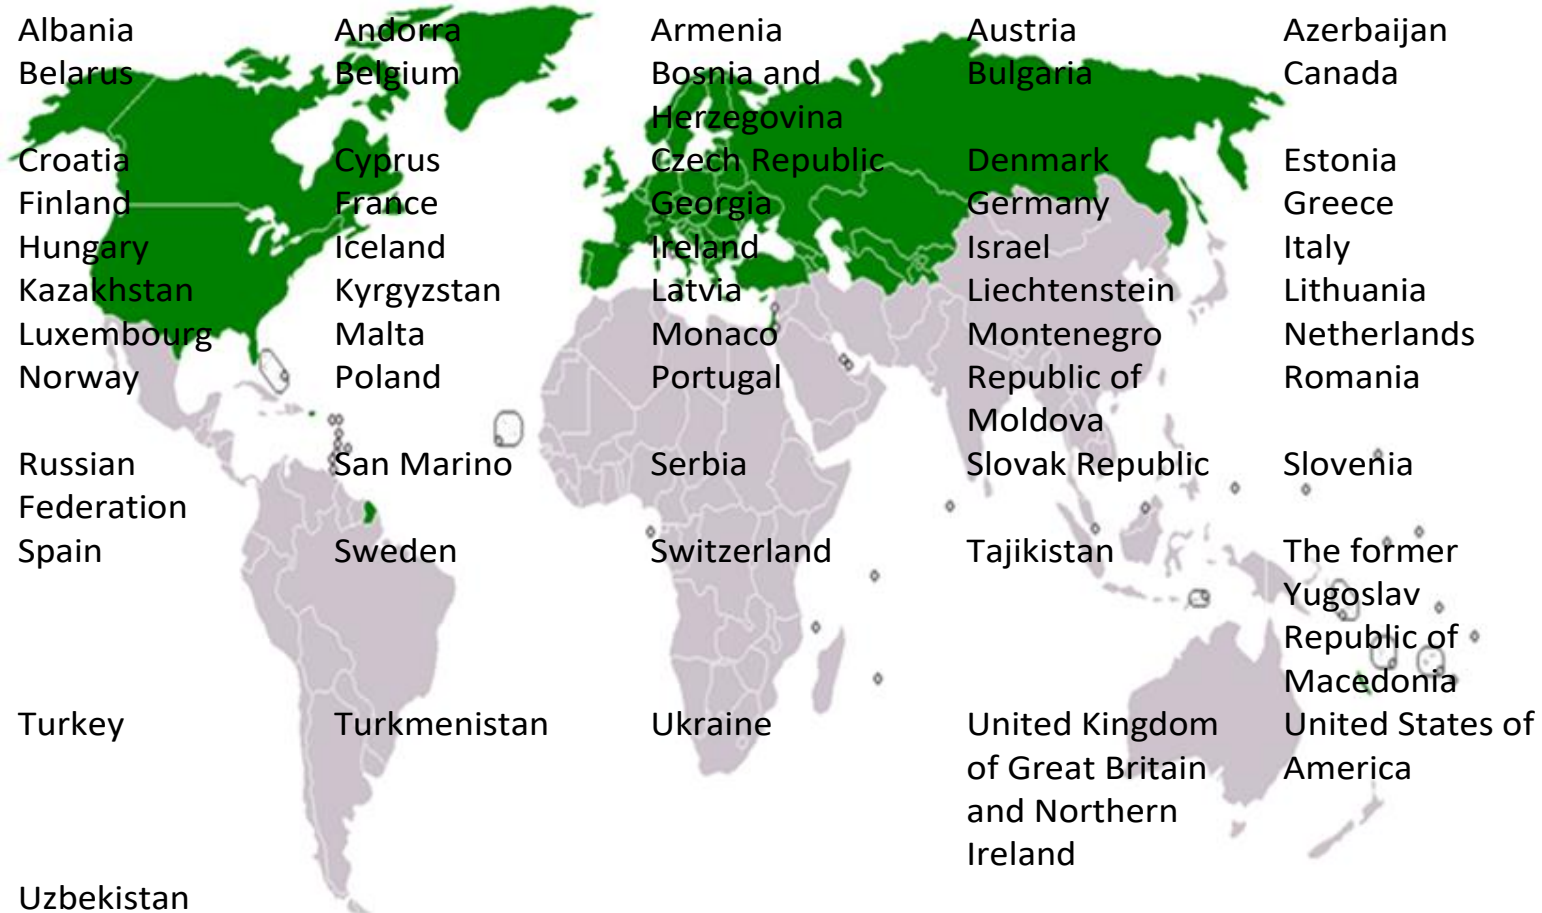 Albania Andorra Armenia Austria Azerbaijan
Belarus Belgium Bosnia and Bulgaria Canada
Herzegovina
Croatia Cyprus Czech Republic Denmark Estonia
Finland France Georgia Germany Greece
Hungary Iceland Ireland Israel Italy
Kazakhstan Kyrgyzstan Latvia Liechtenstein Lithuania
Luxembourg Malta Monaco Montenegro Netherlands
Norway Poland Portugal Republic of Romania
Moldova
Russian San Marino Serbia Slovak Republic Slovenia
Federation
Spain Sweden Switzerland Tajikistan The former
Yugoslav
Republic of
Macedonia
Turkey Turkmenistan Ukraine United Kingdom United States of
of Great Britain America
and Northern
Ireland
Uzbekistan